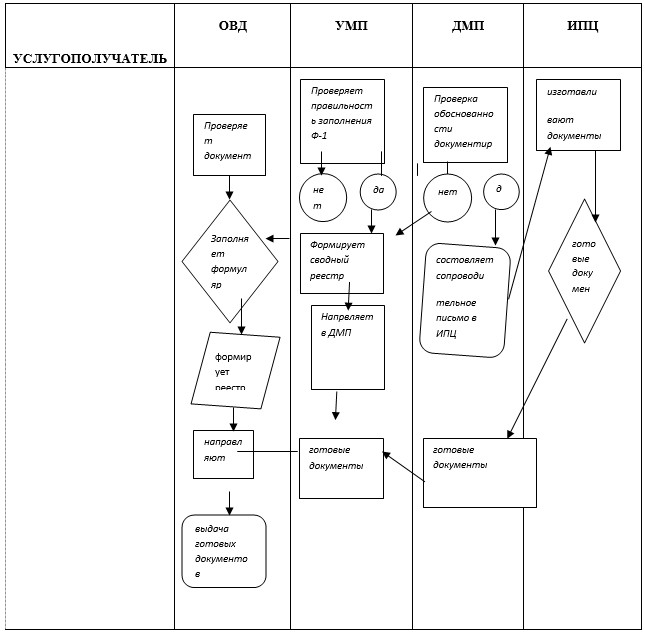 УСЛУГОПОЛУЧАТЕЛЬ
ОВД
УМП
ДМП
ИПЦ
Проверяе
т
документ
Заполня
ет
формул
яр
формир
ует
реестр
направл
яют
выдача
готовых
документо
в
Проверяет
правильност
ь заполнения
Ф-1
не
т
да
Формирует
сводный
реестр
Напрвляет
в ДМП
готовые
документы
Проверка
обоснованно
сти
документир
нет
д
составляет
сопроводи
тельное
письмо в
ИПЦ
готовые
документы
изготавли
вают
документы
гото
вые
доку
мен